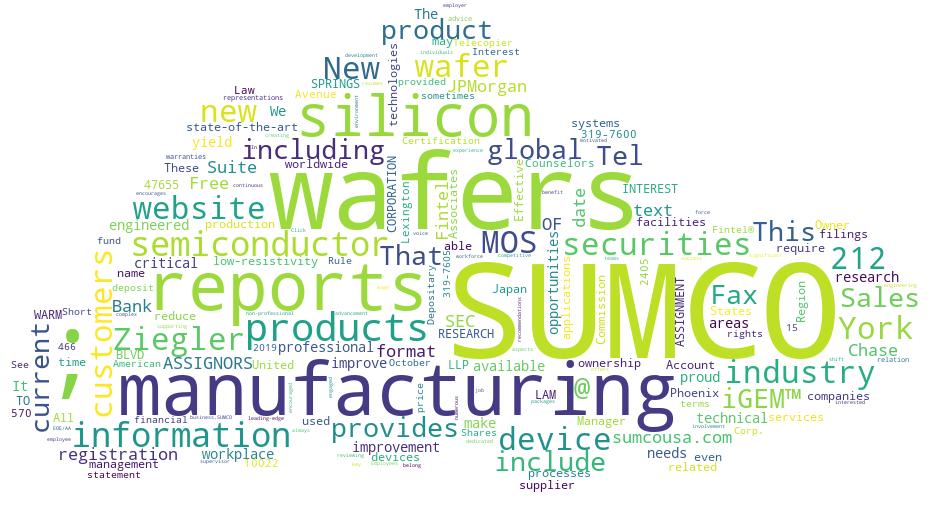 employer
The advice
product
may Telecopier
development individuals Interest
New wafer
SPRINGS technologies provided JPMorgan
Law Avenue sometimes
representations
new We silicon
state-of-the-art systems
yield Certification 319-7600 motivated
In experience
including global Tel
warranties These Suite worldwide Counselors
47655 Free continuous wafers INTEREST
encourages CORPORATION Fintel Associates Effective benefit
website Lexington date text
engineered production voice OF facilities Fintel® Owner
fund semiconductor That able MOS securities This filings
critical low-resistivity Rule competitive require 212
name deposit reports Depositary 319-7605 SUMCO research
Bank Japan opportunities applications Commission 2405 ASSIGNMENT Fax States Region Sales
WARM Short reduce non-professional advancement SEC areas
customers complex products RESEARCH rights 15 York
current 466 Ziegler 2019 professional format Chase
; time BLVD October LLP available ownership shift relation
See American ASSIGNORS United improve Account industry
It manufacturing price LAM @ Phoenix proud companies
TO job Manager terms iGEM™ interested
570 All financial business.SUMCO leading-edge used Shares make technical services
EOE/AA always numerous packages Corp.
information provides dedicated device sumcousa.com
employee registration workplace improvement include needs even
management supervisor 10022 devices processes related
statement key belong supplier